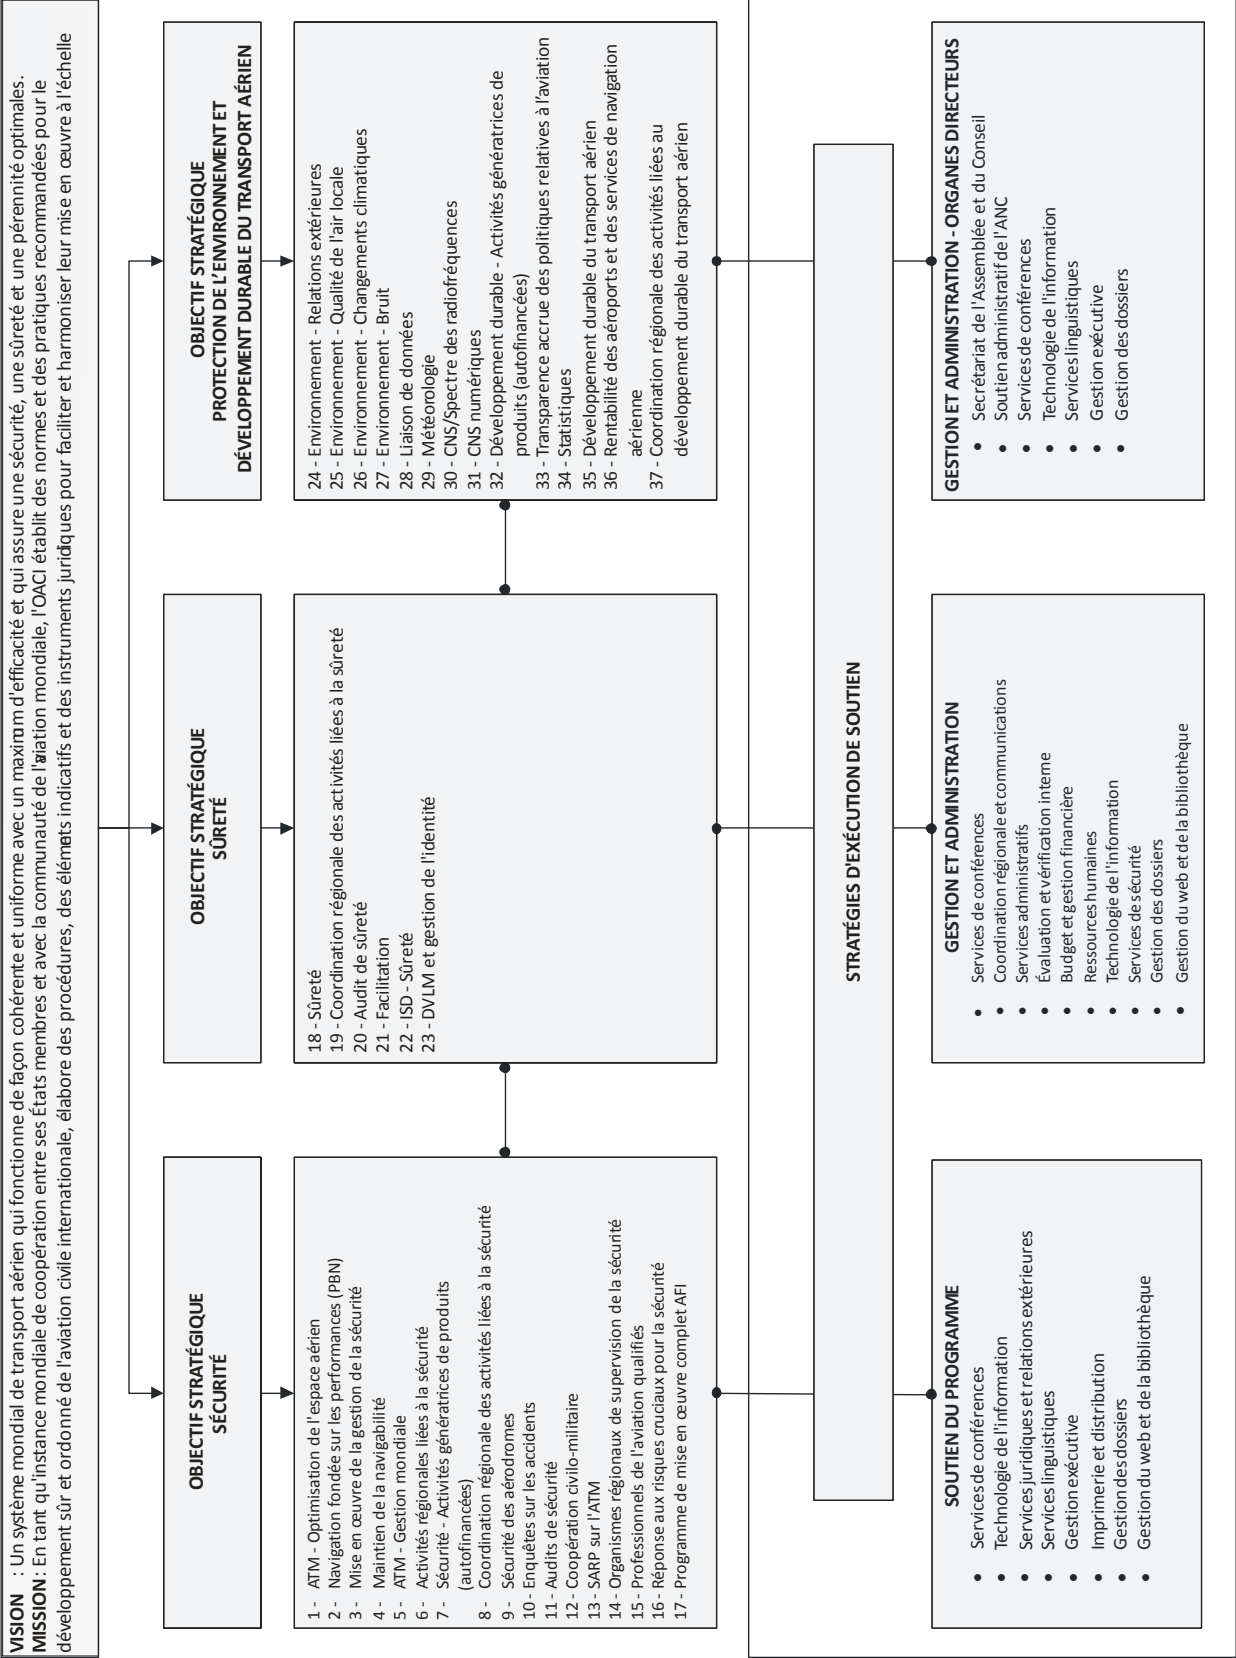 VISION : Un système mondial de transport aérien qui fonctionne de façon cohérente et uniforme avec un maximum d'efficacité et qui assure une sécurité, une sûreté et une pérennité optimales.
MISSION : En tant qu'instance mondiale de coopération entre ses États membres et avec la communauté de l'aviation mondiale, l'OACI établit des normes et des pratiques recommandées pour le
développement sûr et ordonné de l'aviation civile internationale, élabore des procédures, des éléments indicatifs et des instruments juridiques pour faciliter et harmoniser leur mise en œuvre à l'échelle
OBJECTIF STRATÉGIQUE
SÉCURITÉ
1 - ATM - Optimisation de l'espace aérien
2 - Navigation fondée sur les performances (PBN)
3 - Mise en œuvre de la gestion de la sécurité
4 - Maintien de la navigabilité
5 - ATM - Gestion mondiale
6 - Activités régionales liées à la sécurité
7 - Sécurité - Activités génératrices de produits
(autofinancées)
8 - Coordination régionale des activités liées à la sécurité
9 - Sécurité des aérodromes
10 - Enquêtes sur les accidents
11 - Audits de sécurité
12 - Coopération civilo-militaire
13 - SARP sur l'ATM
14 - Organismes régionaux de supervision de la sécurité
15 - Professionnels de l'aviation qualifiés
16 - Réponse aux risques cruciaux pour la sécurité
17 - Programme de mise en œuvre complet AFI
OBJECTIF STRATÉGIQUE
SÛRETÉ
18 - Sûreté
19 - Coordination régionale des activités liées à la sûreté
20 - Audit de sûreté
21 - Facilitation
22 - ISD - Sûreté
23 - DVLM et gestion de l'identité
OBJECTIF STRATÉGIQUE
PROTECTION DE L'ENVIRONNEMENT ET
DÉVELOPPEMENT DURABLE DU TRANSPORT AÉRIEN
24 - Environnement - Relations extérieures
25 - Environnement - Qualité de l'air locale
26 - Environnement - Changements climatiques
27 - Environnement - Bruit
28 - Liaison de données
29 - Météorologie
30 - CNS/Spectre des radiofréquences
31 - CNS numériques
32 - Développement durable - Activités génératrices de
produits (autofinancées)
33 - Transparence accrue des politiques relatives à l'aviation
34 - Statistiques
35 - Développement durable du transport aérien
36 - Rentabilité des aéroports et des services de navigation
aérienne
37 - Coordination régionale des activités liées au
développement durable du transport aérien
STRATÉGIES D'EXÉCUTION DE SOUTIEN
SOUTIEN DU PROGRAMME
• Services de conférences
• Technologie de l'information
• Services juridiques et relations extérieures
• Services linguistiques
• Gestion exécutive
• Imprimerie et distribution
• Gestion des dossiers
• Gestion du web et de la bibliothèque
GESTION ET ADMINISTRATION
• Services de conférences
• Coordination régionale et communications
• Services administratifs
• Évaluation et vérification interne
• Budget et gestion financière
• Ressources humaines
• Technologie de l'information
• Services de sécurité
• Gestion des dossiers
• Gestion du web et de la bibliothèque
GESTION ET ADMINISTRATION - ORGANES DIRECTEURS
• Secrétariat de l'Assemblée et du Conseil
• Soutien administratif de l'ANC
• Services de conférences
• Technologie de l'information
• Services linguistiques
• Gestion exécutive
• Gestion des dossiers